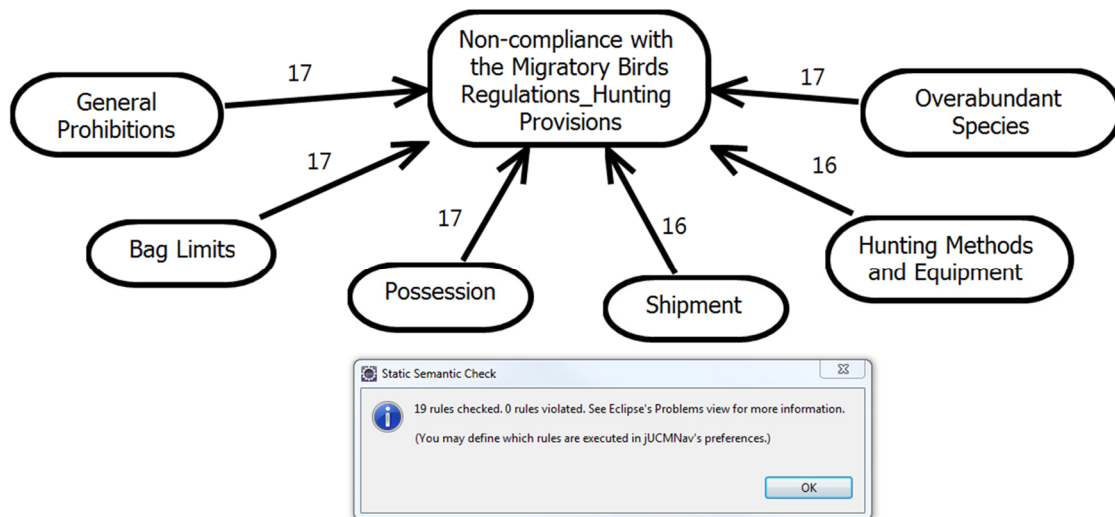 Non-compliance with
the Migratory Birds
Regulations_Hunting
Provisions
17
General
Prohibitions
17
Overabundant
Species
17
Bag Limits
16
Hunting Methods
and Equipment
17
Possession
16
Shipment
Static Semantic Check
19 rules checked. 0 rules violated. See Eclipse's Problems view for more information.
(You may define which rules are executed in jUCMNav's preferences.)
OK